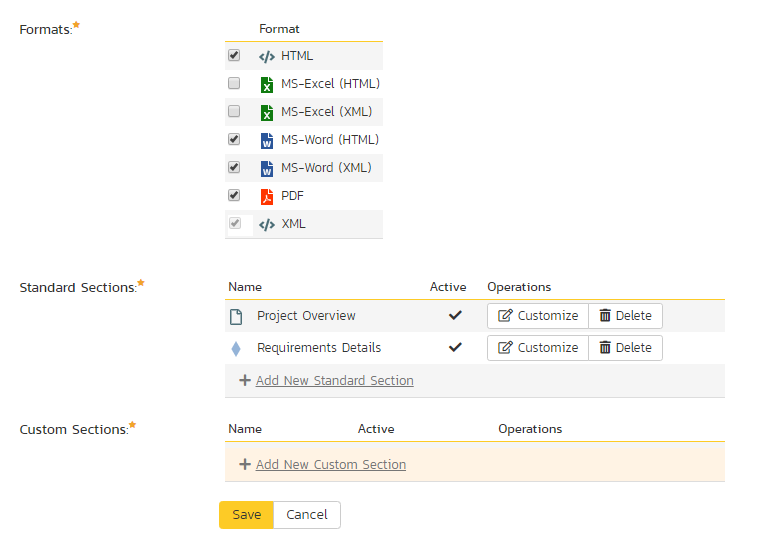 Formats:*
Format
HTML
MS-Excel (HTML)
MS-Excel (XML)
MS-Word (HTML)
MS-Word (XML)
PDF
XML
Standard Sections:*
Name Active Operations
Project Overview Customize Delete
Requirements Details Customize Delete
+ Add New Standard Section
Custom Sections:*
Name Active Operations
+ Add New Custom Section
Save Cancel